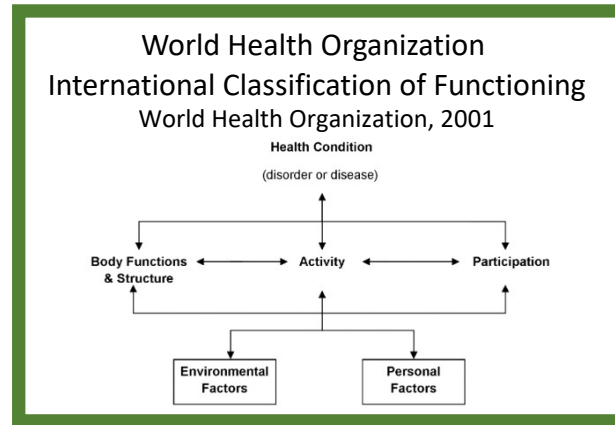 World Health Organization
International Classification of Functioning
World Health Organization, 2001
Health Condition
(disorder or disease)
Body Functions
& Structure
Activity
Participation
Environmental
Factors
Personal
Factors